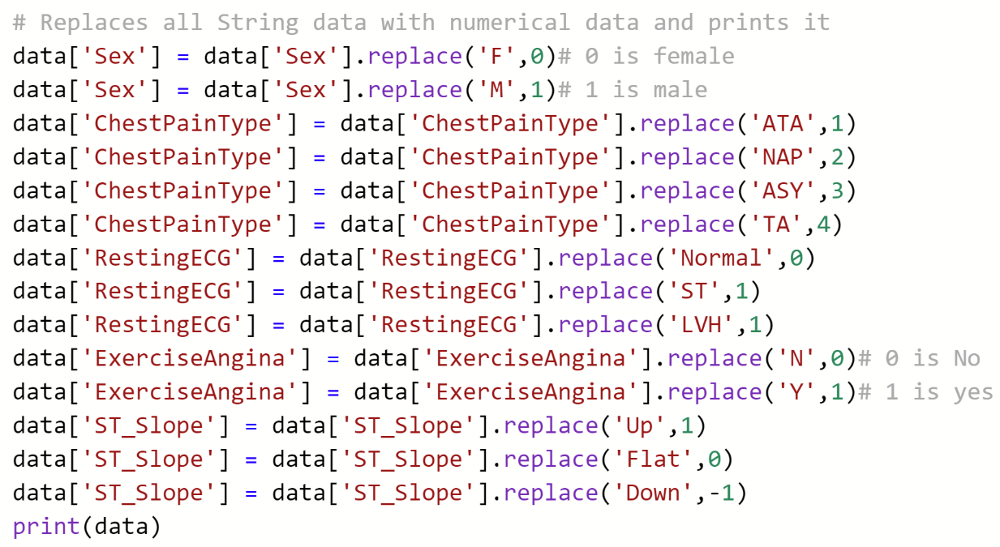 # Replaces all String data with numerical data and prints it
data['Sex'] = data['Sex'].replace('F',0)# 0 is female
data['Sex'] = data['Sex'].replace('M',1)# 1 is male
data['ChestPainType'] = data['ChestPainType'].replace('ATA',1)
data['ChestPainType'] = data['ChestPainType'].replace('NAP',2)
data['ChestPainType'] = data['ChestPainType'].replace('ASY',3)
data['ChestPainType'] = data['ChestPainType'].replace('TA',4)
data['RestingECG'] = data['RestingECG'].replace('Normal',0)
data['RestingECG'] = data['RestingECG'].replace('ST',1)
data['RestingECG'] = data['RestingECG'].replace('LVH',1)
data['ExerciseAngina'] = data['ExerciseAngina'].replace('N',0)# 0 is No
data['ExerciseAngina'] = data['ExerciseAngina'].replace('Y',1)# 1 is yes
data['ST_Slope'] = data['ST_Slope'].replace('Up',1)
data['ST_Slope'] = data['ST_Slope'].replace('Flat',0)
data['ST_Slope'] = data['ST_Slope'].replace('Down',-1)
print(data)